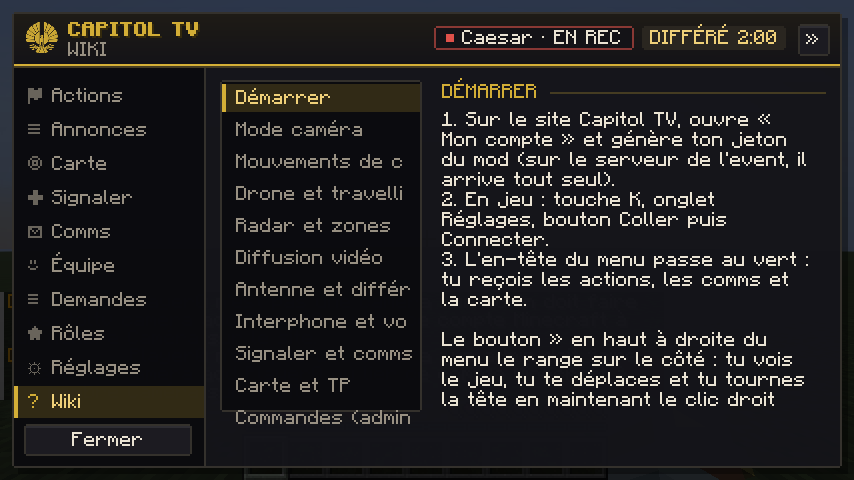 CAPITOL TV
WIKI
Caesar · EN REC
DIFFÉRÉ 2:00
»
Actions
Annonces
Carte
Signaler
Comms
Équipe
Demandes
Rôles
Réglages
? Wiki
Fermer
Démarrer
Mode caméra
Mouvements de c
Drone et travelli
Radar et zones
Diffusion vidéo
Antenne et différ
Interphone et vo
Signaler et comms
Carte et TP
Commandes (admin
DÉMARRER
1. Sur le site Capitol TV, ouvre «
Mon compte » et génère ton jeton
du mod (sur le serveur de l'event, il
arrive tout seul).
2. En jeu : touche K, onglet
Réglages, bouton Coller puis
Connecter.
3. L'en-tête du menu passe au vert :
tu reçois les actions, les comms et
la carte.
Le bouton » en haut à droite du
menu le range sur le côté : tu vois
le jeu, tu te déplaces et tu tournes
la tête en maintenant le clic droit